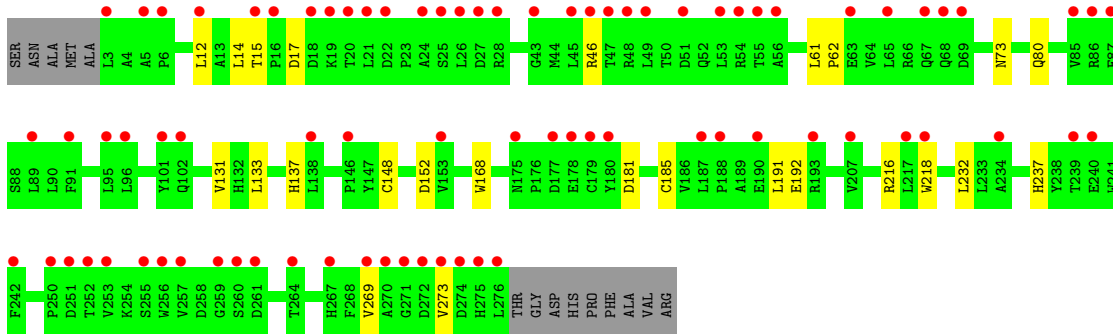 SER ASN ALA MET ALA L3 A4 A5 P6 L12 A13 L14 T15 P16 D17 D18 K19 T20 L21 D22 P23 A24 S25 L26 D27 R28 G43 M44 L45 R46 T47 R48 L49 T50 D51 Q52 L53 R54 T55 A56 L61 P62 E63 V64 L65 R66 Q67 Q68 D69 N73 Q80 V85 R86 E87
S88 L89 L90 F91 L95 L96 Y101 Q102 V131 H132 L133 H137 L138 P146 Y147 C148 D152 V153 W168 N175 P176 D177 E178 C179 Y180 D181 C185 V186 L187 P188 A189 E190 L191 E192 R193 V207 R216 L217 W218 L232 L233 A234 H237 Y238 T239 E240 W241
F242 P250 D251 T252 V253 K254 S255 W256 V257 D258 G259 S260 D261 T264 H267 F268 V269 A270 G271 D272 V273 D274 H275 L276 THR GLY ASP HIS PRO PHE ALA VAL ARG